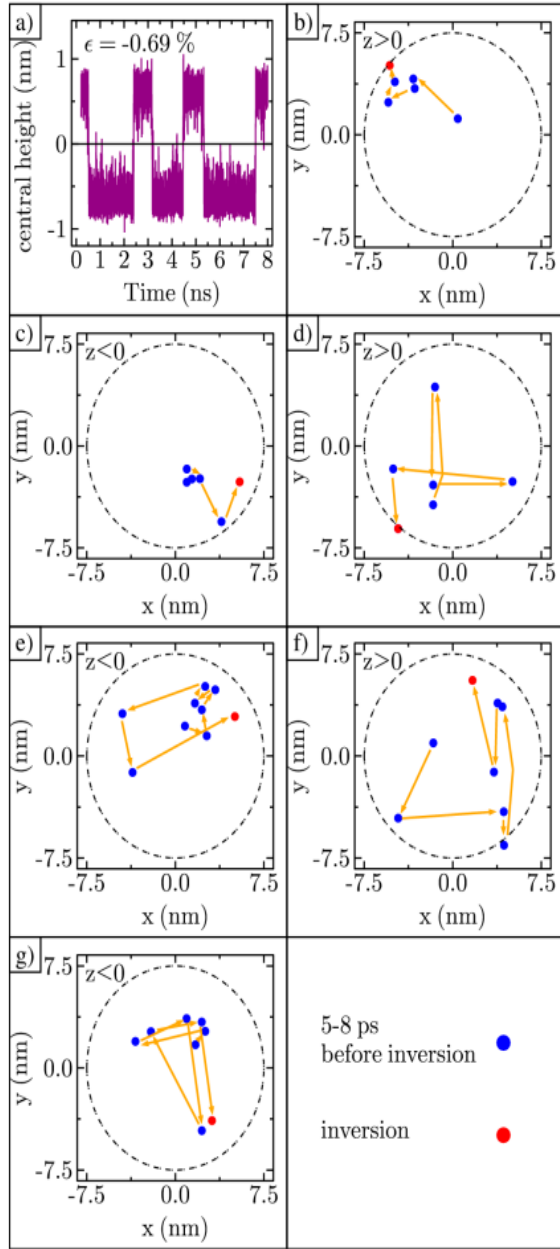 a)
ϵ = -0.69 %
central height (nm)
1
0
-1
0 1 2 3 4 5 6 7 8
Time (ns)
b)
z>0
y (nm)
7.5
0.0
-7.5
-7.5 0.0 7.5
x (nm)
c)
z<0
y (nm)
7.5
0.0
-7.5
-7.5 0.0 7.5
x (nm)
d)
z>0
y (nm)
7.5
0.0
-7.5
-7.5 0.0 7.5
x (nm)
e)
z<0
y (nm)
7.5
0.0
-7.5
-7.5 0.0 7.5
x (nm)
f)
z>0
y (nm)
7.5
0.0
-7.5
-7.5 0.0 7.5
x (nm)
g)
z<0
y (nm)
7.5
0.0
-7.5
-7.5 0.0 7.5
x (nm)
5-8 ps
before inversion
inversion